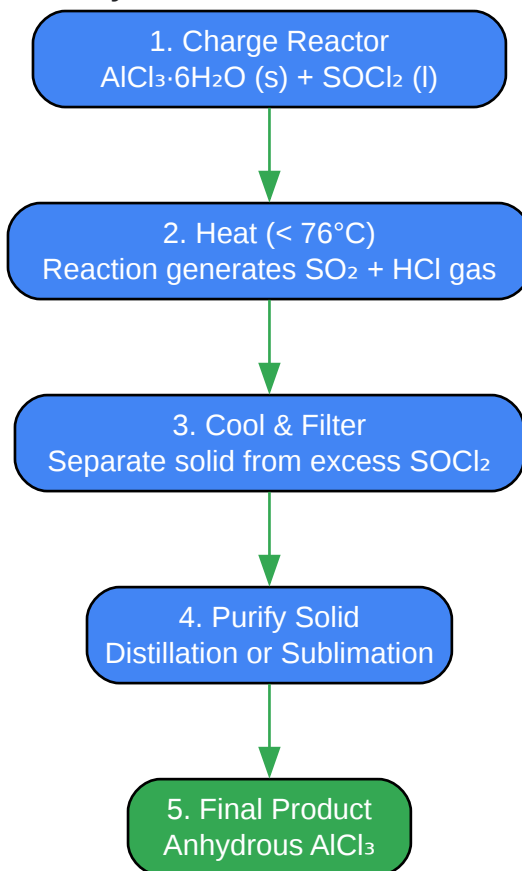 1. Charge Reactor
AlCl₃·6H₂O (s) + SOCl₂ (l)
2. Heat (< 76°C)
Reaction generates SO₂ + HCl gas
3. Cool & Filter
Separate solid from excess SOCl₂
4. Purify Solid
Distillation or Sublimation
5. Final Product
Anhydrous AlCl₃